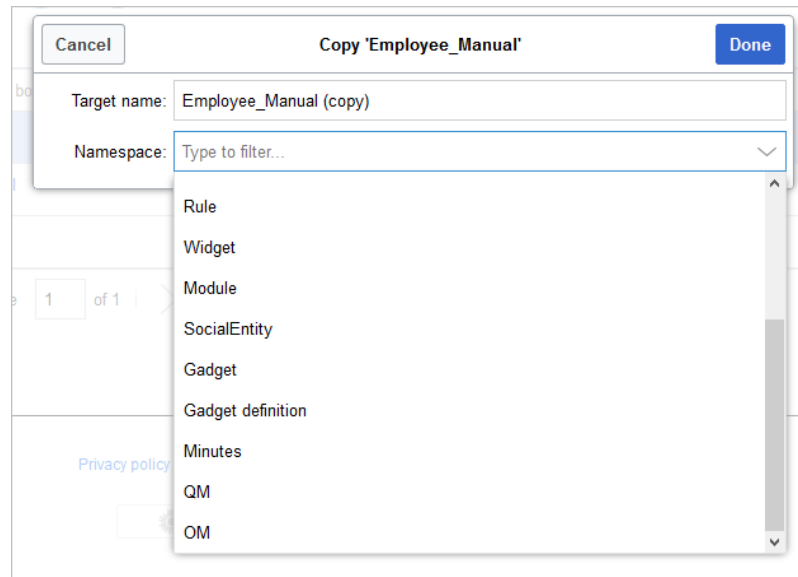 Cancel
Copy 'Employee_Manual'
Done
bo
Target name: Employee_Manual (copy)
Namespace: Type to filter...
l
Rule
Widget
Module
SocialEntity
e 1 of 1
Gadget
Gadget definition
Minutes
Privacy policy
QM
OM